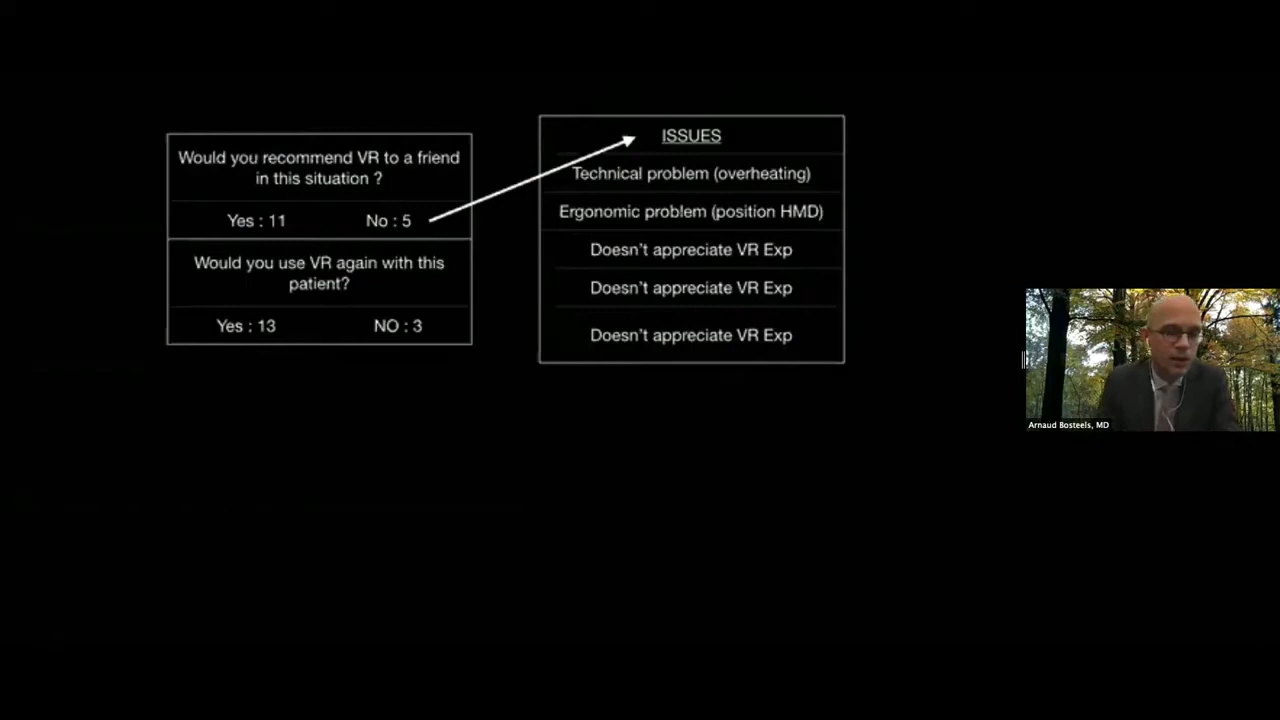 Would you recommend VR to a friend
in this situation ?
Yes : 11 No : 5
Would you use VR again with this
patient?
Yes : 13 NO : 3
ISSUES
Technical problem (overheating)
Ergonomic problem (position HMD)
Doesn't appreciate VR Exp
Doesn't appreciate VR Exp
Doesn't appreciate VR Exp
Arnaud Bosteels, MD